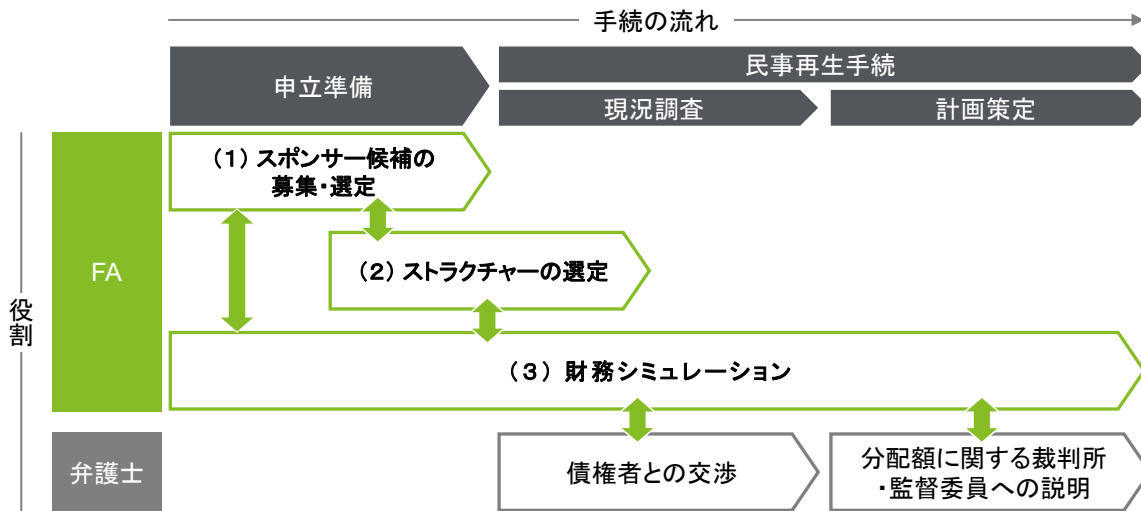 手続の流れ
申立準備
民事再生手続
現況調査
計画策定
役割
FA
（1）スポンサー候補の
募集・選定
（2）ストラクチャーの選定
（3）財務シミュレーション
弁護士
債権者との交渉
分配額に関する裁判所
・監督委員への説明